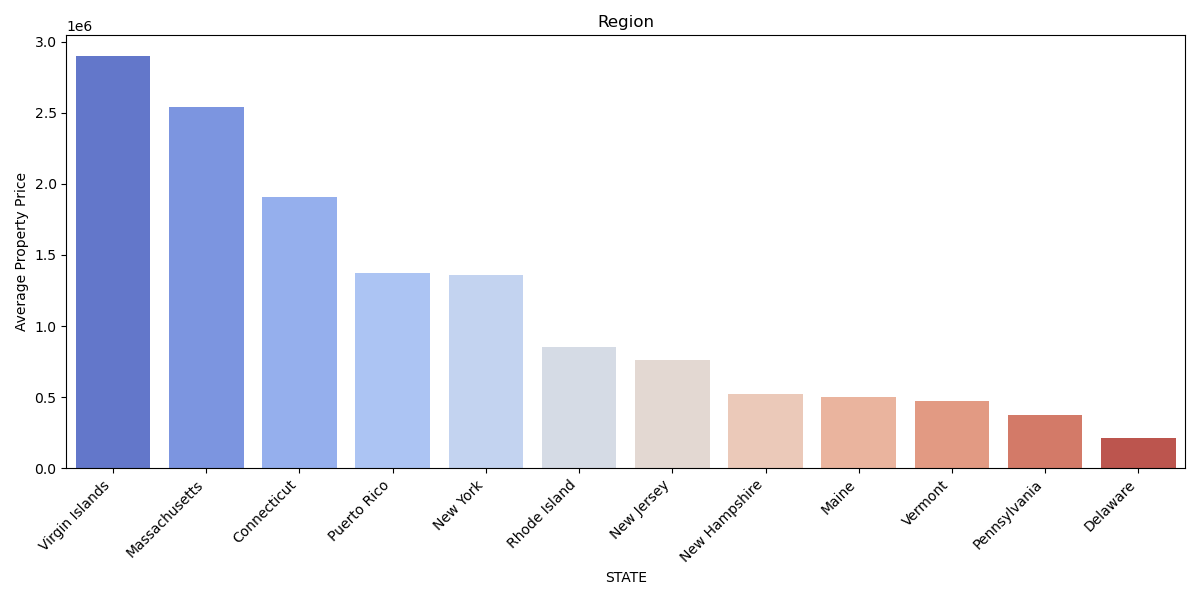 Region
1e6
3.0
2.5
2.0
1.5
1.0
0.5
0.0
Average Property Price
Virgin Islands
Massachusetts
Connecticut
Puerto Rico
New York
Rhode Island
New Jersey
New Hampshire
Maine
Vermont
Pennsylvania
Delaware
STATE